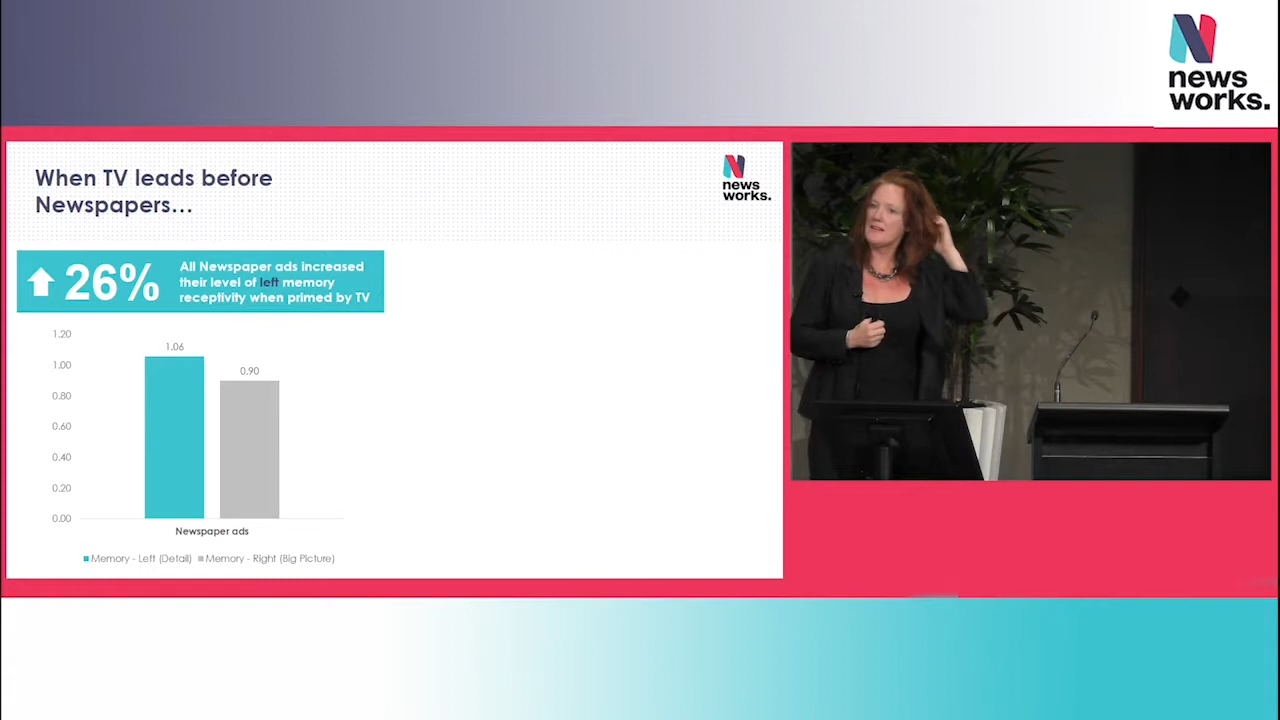 news
works.
When TV leads before
Newspapers…
news
works.
26%
All Newspaper ads increased
their level of left memory
receptivity when primed by TV
1.20
1.00
0.80
0.60
0.40
0.20
0.00
1.06
0.90
Newspaper ads
Memory - Left (Detail)
Memory - Right (Big Picture)